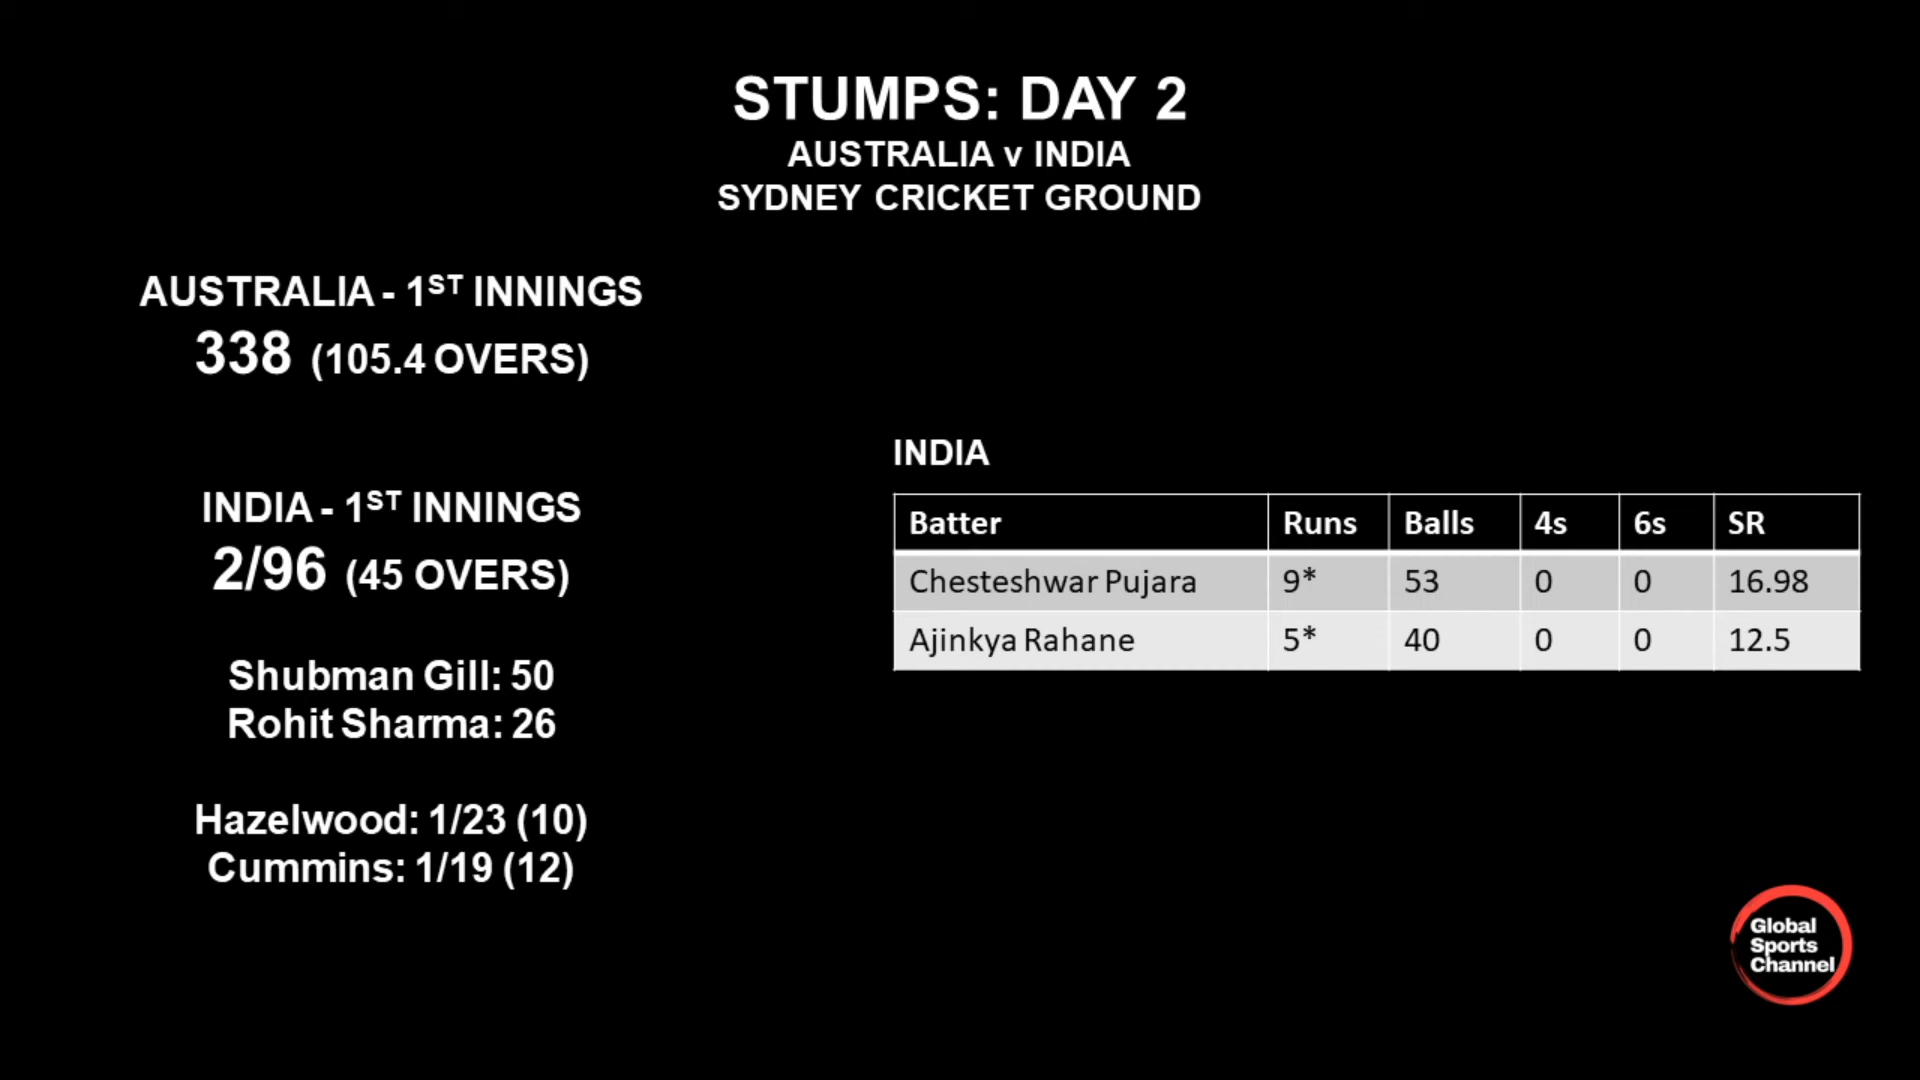 STUMPS: DAY 2
AUSTRALIA v INDIA
SYDNEY CRICKET GROUND
AUSTRALIA - 1ST INNINGS
338 (105.4 OVERS)
INDIA - 1ST INNINGS
2/96 (45 OVERS)
Shubman Gill: 50
Rohit Sharma: 26
Hazelwood: 1/23 (10)
Cummins: 1/19 (12)
INDIA
Batter Runs Balls 4s 6s SR
Chesteshwar Pujara 9* 53 0 0 16.98
Ajinkya Rahane 5* 40 0 0 12.5
Global
Sports
Channel